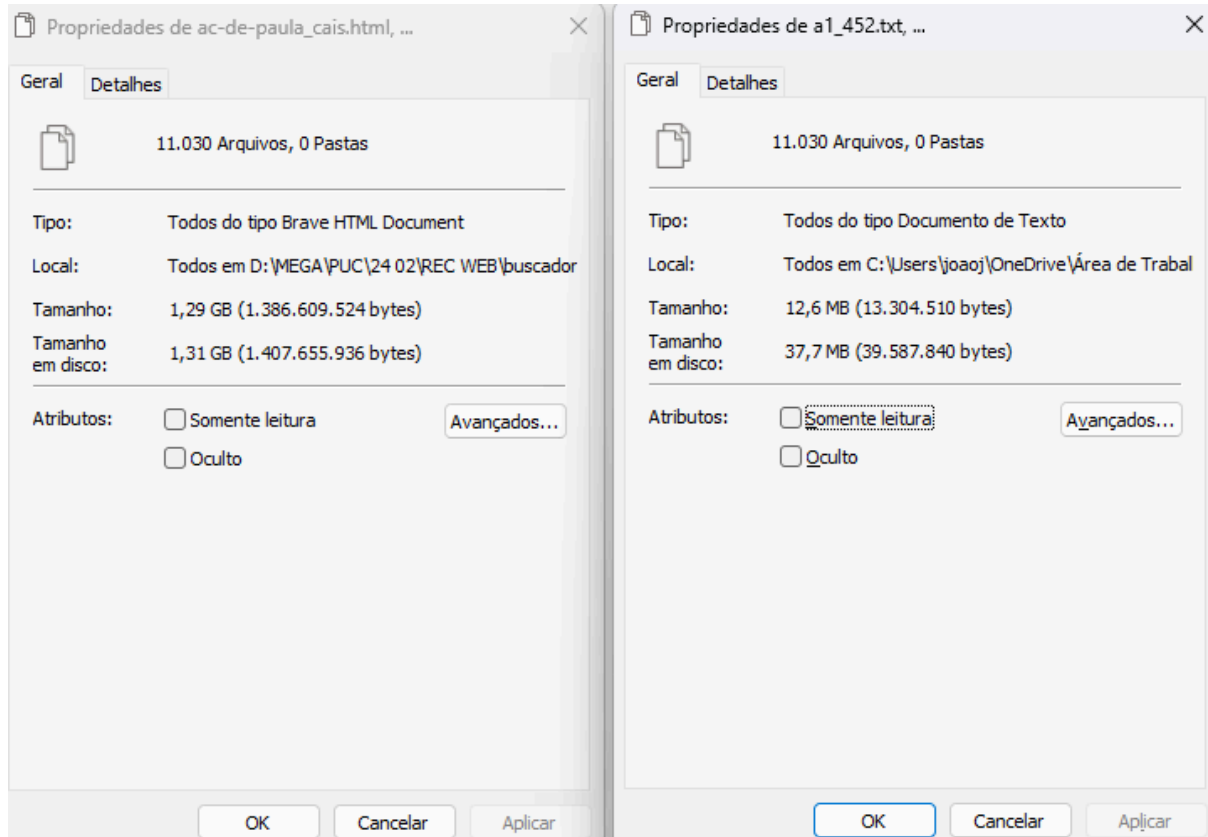 Propriedades de ac-de-paula_cais.html, ...
Geral
Detalhes
11.030 Arquivos, 0 Pastas
Tipo: Todos do tipo Brave HTML Document
Local: Todos em D:\MEGA\PUC\24 02\REC WEB\buscador
Tamanho: 1,29 GB (1.386.609.524 bytes)
Tamanho
em disco: 1,31 GB (1.407.655.936 bytes)
Atributos: Somente leitura Avançados...
Oculto
OK Cancelar Aplicar
Propriedades de a1_452.txt, ...
Geral
Detalhes
11.030 Arquivos, 0 Pastas
Tipo: Todos do tipo Documento de Texto
Local: Todos em C:\Users\joaoj\OneDrive\Área de Trabal
Tamanho: 12,6 MB (13.304.510 bytes)
Tamanho
em disco: 37,7 MB (39.587.840 bytes)
Atributos: Somente leitura Avançados...
Oculto
OK Cancelar Aplicar